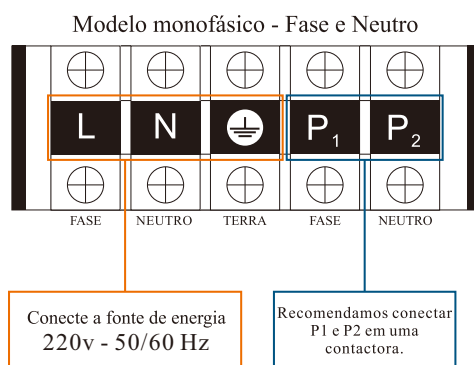 Modelo monofásico - Fase e Neutro
L N P1 P2
FASE NEUTRO TERRA FASE NEUTRO
Conecte a fonte de energia
220v - 50/60 Hz
Recomendamos conectar
P1 e P2 em uma
contactora.